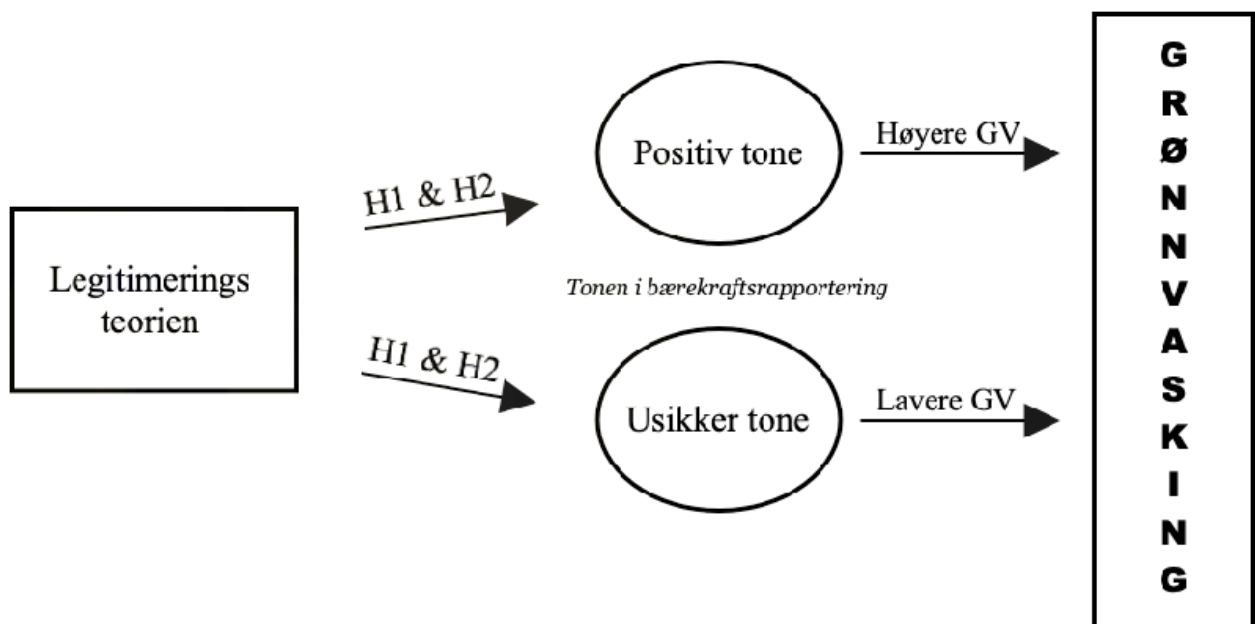 Legitimerings
teorien
H1 & H2
H1 & H2
Positiv tone
Tonen i bærekraftsrapportering
Usikker tone
Høyere GV
Lavere GV
G
R
Ø
N
N
V
A
S
K
I
N
G